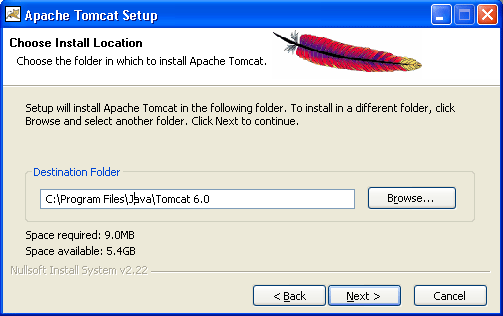 Apache Tomcat Setup
Choose Install Location
Choose the folder in which to install Apache Tomcat.
Setup will install Apache Tomcat in the following folder. To install in a different folder, click
Browse and select another folder. Click Next to continue.
Destination Folder
C:\Program Files\Java\Tomcat 6.0
Browse...
Space required: 9.0MB
Space available: 5.4GB
Nullsoft Install System v2.22
< Back
Next >
Cancel